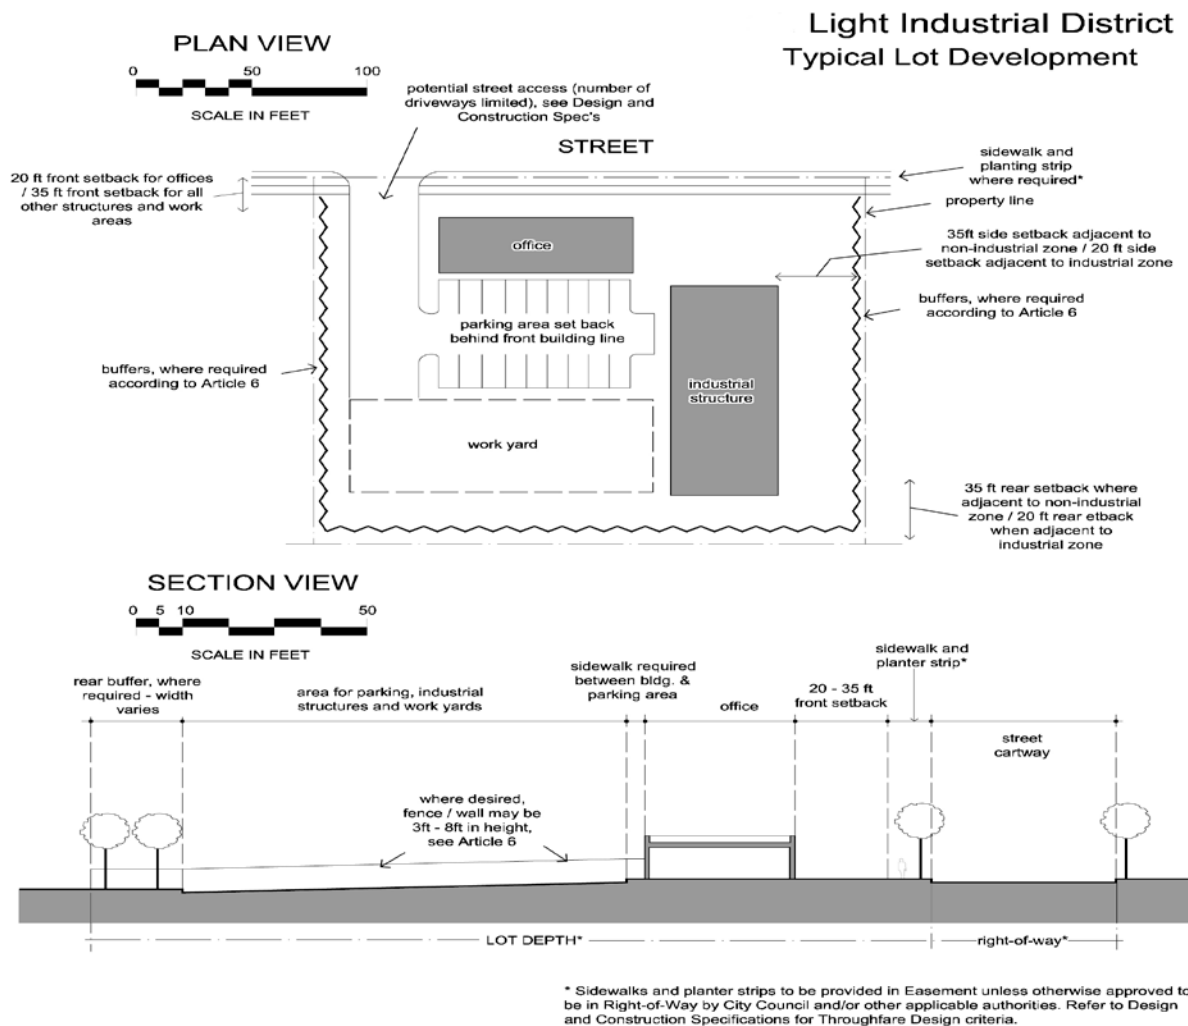 Light Industrial District
Typical Lot Development
PLAN VIEW
0 50 100
SCALE IN FEET
potential street access (number of
driveways limited), see Design and
Construction Spec's
STREET
sidewalk and
planting strip
where required*
20 ft front setback for offices
/ 35 ft front setback for all
other structures and work
areas
property line
office
35ft side setback adjacent to
non-industrial zone / 20 ft side
setback adjacent to industrial zone
buffers, where required
according to Article 6
parking area set back
behind front building line
buffers, where required
according to Article 6
industrial
structure
work yard
35 ft rear setback where
adjacent to non-industrial
zone / 20 ft rear etback
when adjacent to
industrial zone
SECTION VIEW
0 5 10 50
SCALE IN FEET
rear buffer, where
required - width
varies
area for parking, industrial
structures and work yards
sidewalk required
between bldg. &
parking area
office
20 - 35 ft
front setback
sidewalk and
planter strip*
street
cartway
where desired,
fence / wall may be
3ft - 8ft in height,
see Article 6
LOT DEPTH*
right-of-way*
* Sidewalks and planter strips to be provided in Easement unless otherwise approved to
be in Right-of-Way by City Council and/or other applicable authorities. Refer to Design
and Construction Specifications for Throughfare Design criteria.